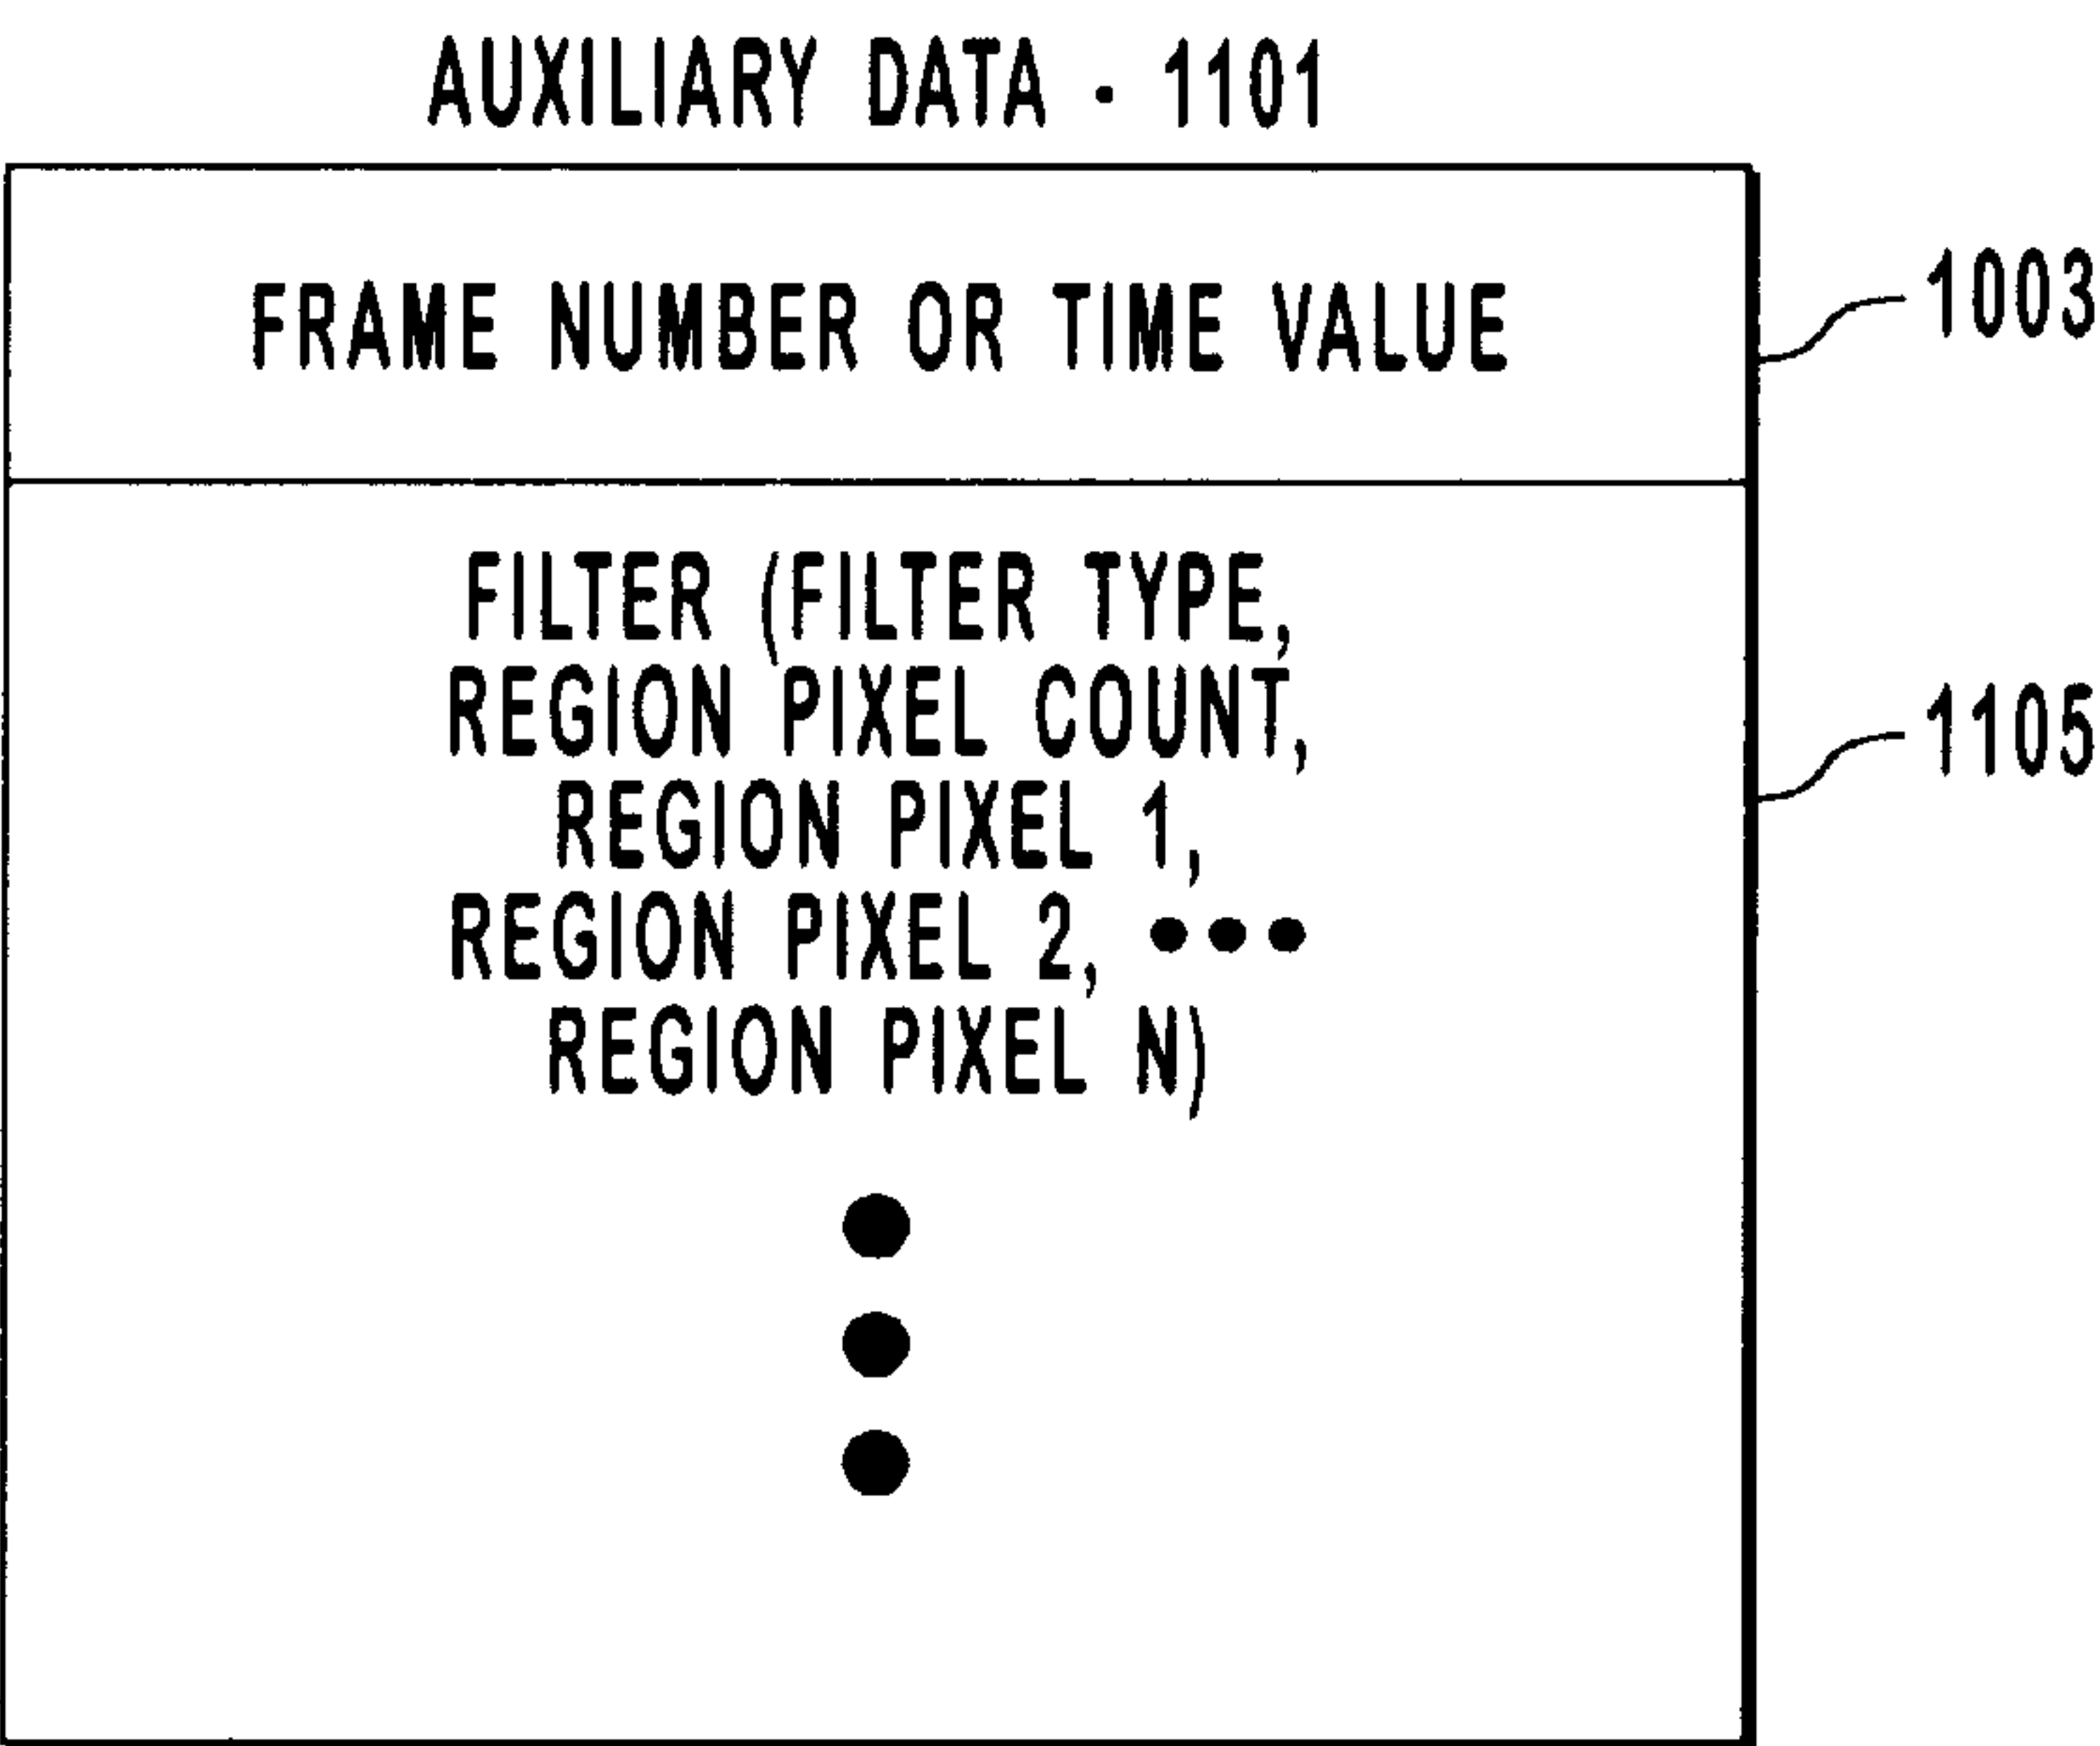 AUXILIARY DATA - 1101
FRAME NUMBER OR TIME VALUE
1003
FILTER (FILTER TYPE,
REGION PIXEL COUNT,
REGION PIXEL 1,
REGION PIXEL 2, •••
REGION PIXEL N)
1105